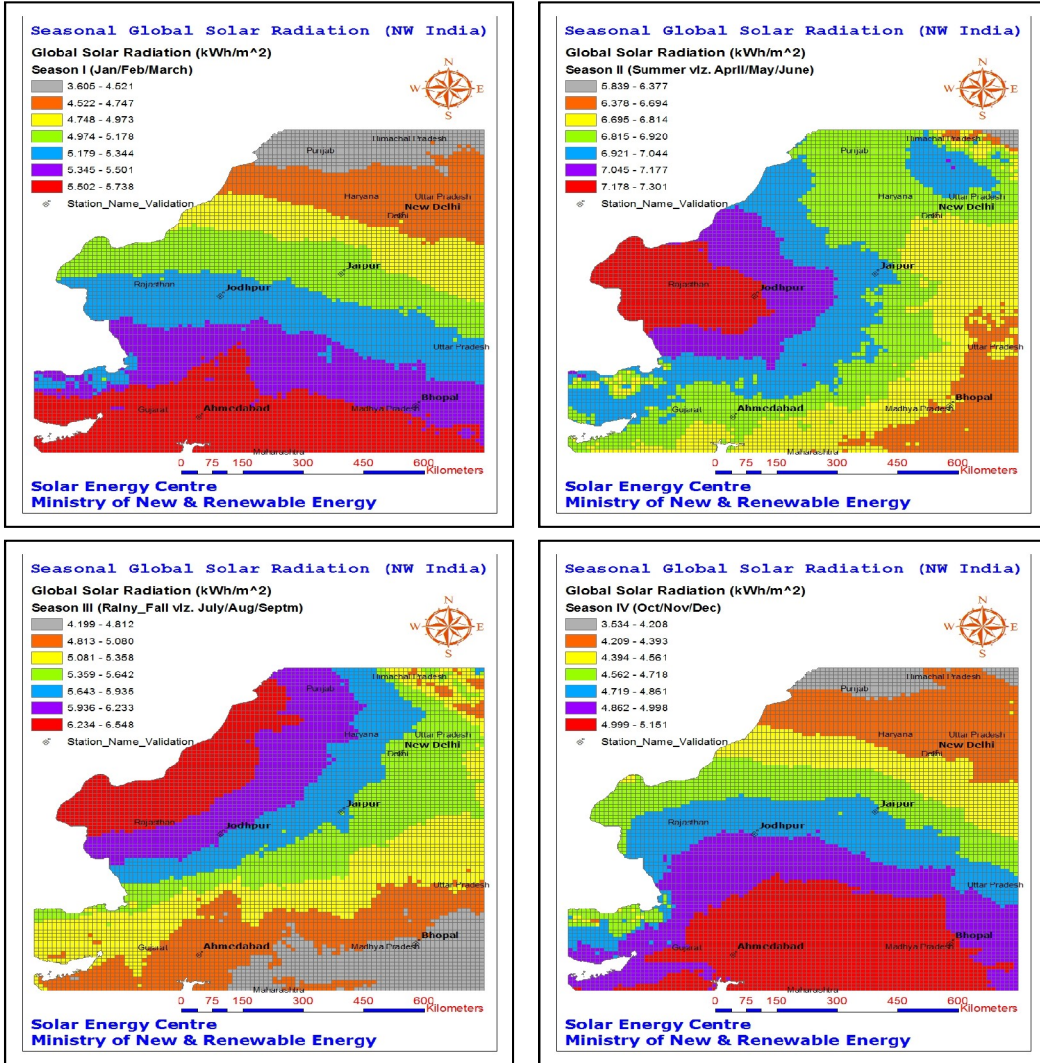 Seasonal Global Solar Radiation (NW India)
Global Solar Radiation (kWh/m^2)
Season I (Jan/Feb/March)
3.605 - 4.521
4.522 - 4.747
4.748 - 4.973
4.974 - 5.178
5.179 - 5.344
5.345 - 5.501
5.502 - 5.738
Station_Name_Validation
N
W E
S
Himachal Pradesh
Punjab
Haryana Uttar Pradesh
New Delhi
Delhi
Jaipur
Rajasthan Jodhpur
Uttar Pradesh
Bhopal
Gujarat Ahmedabad Madhya Pradesh
Maharashtra
0 75 150 300 450 600
Kilometers
Solar Energy Centre
Ministry of New & Renewable Energy
Seasonal Global Solar Radiation (NW India)
Global Solar Radiation (kWh/m^2)
Season II (Summer viz. April/May/June)
5.839 - 6.377
6.378 - 6.694
6.695 - 6.814
6.815 - 6.920
6.921 - 7.044
7.045 - 7.177
7.178 - 7.301
Station_Name_Validation
N
W E
S
Himachal Pradesh
Punjab
Haryana Uttar Pradesh
New Delhi
Delhi
Jaipur
Rajasthan Jodhpur
Uttar Pradesh
Bhopal
Gujarat Ahmedabad Madhya Pradesh
Maharashtra
0 75 150 300 450 600
Kilometers
Solar Energy Centre
Ministry of New & Renewable Energy
Seasonal Global Solar Radiation (NW India)
Global Solar Radiation (kWh/m^2)
Season III (Rainy_Fall viz. July/Aug/Septm)
4.199 - 4.812
4.813 - 5.080
5.081 - 5.358
5.359 - 5.642
5.643 - 5.935
5.936 - 6.233
6.234 - 6.548
Station_Name_Validation
N
W E
S
Himachal Pradesh
Punjab
Haryana Uttar Pradesh
New Delhi
Delhi
Jaipur
Rajasthan Jodhpur
Uttar Pradesh
Bhopal
Gujarat Ahmedabad Madhya Pradesh
Maharashtra
0 75 150 300 450 600
Kilometers
Solar Energy Centre
Ministry of New & Renewable Energy
Seasonal Global Solar Radiation (NW India)
Global Solar Radiation (kWh/m^2)
Season IV (Oct/Nov/Dec)
3.534 - 4.208
4.209 - 4.393
4.394 - 4.561
4.562 - 4.718
4.719 - 4.861
4.862 - 4.998
4.999 - 5.151
Station_Name_Validation
N
W E
S
Himachal Pradesh
Punjab
Haryana Uttar Pradesh
New Delhi
Delhi
Jaipur
Rajasthan Jodhpur
Uttar Pradesh
Bhopal
Gujarat Ahmedabad Madhya Pradesh
Maharashtra
0 75 150 300 450 600
Kilometers
Solar Energy Centre
Ministry of New & Renewable Energy